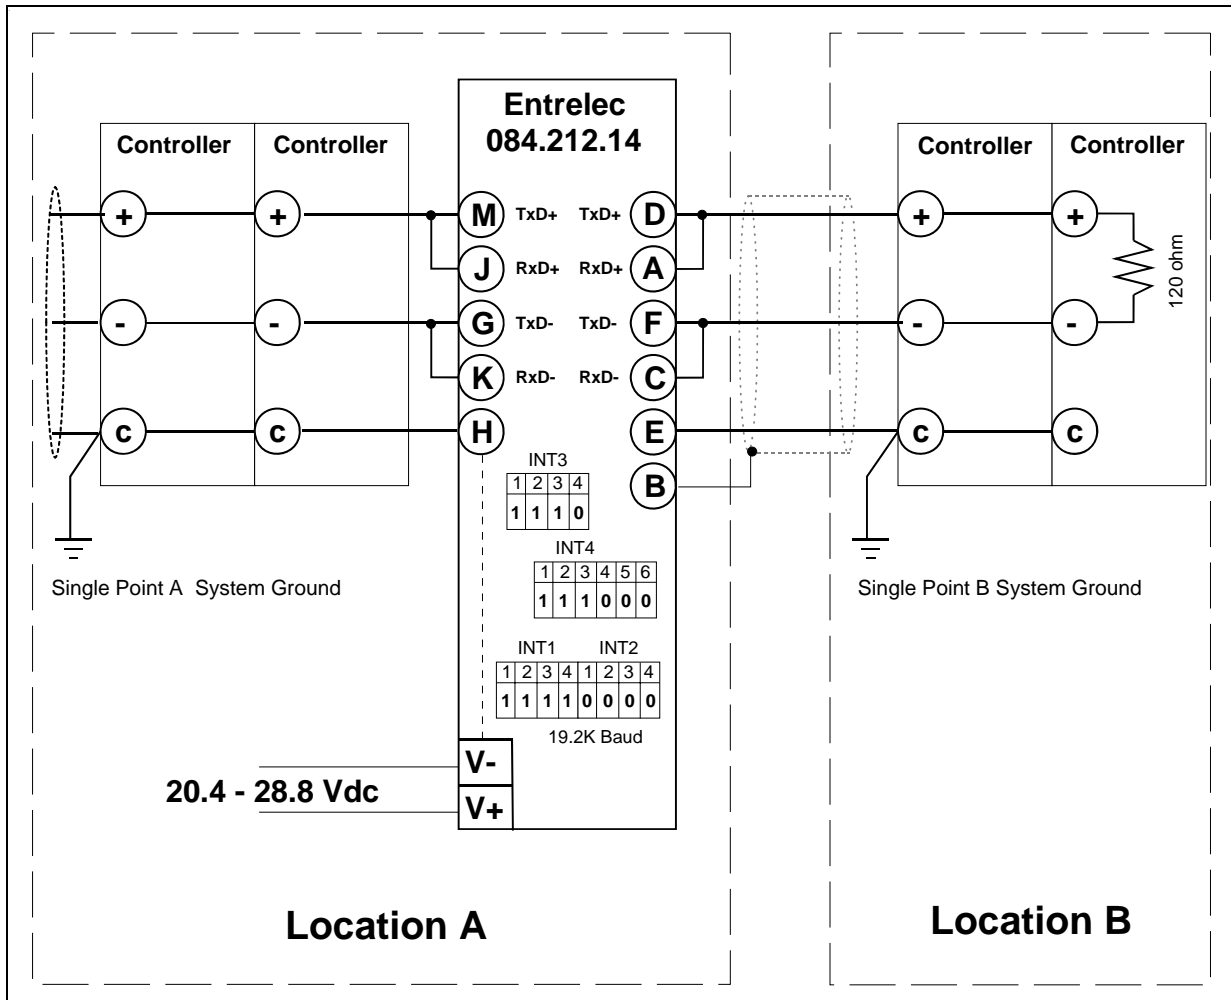 Entrelec
084.212.14
Controller Controller
Controller Controller
+ + M TxD+ TxD+ D + +
J RxD+ RxD+ A
120 ohm
- - G TxD- TxD- F - -
K RxD- RxD- C
c c H E c c
B
INT3
1 2 3 4
1 1 1 0
INT4
1 2 3 4 5 6
1 1 1 0 0 0
Single Point A System Ground
Single Point B System Ground
INT1 INT2
1 2 3 4 1 2 3 4
1 1 1 1 0 0 0 0
19.2K Baud
V-
20.4 - 28.8 Vdc
V+
Location A
Location B